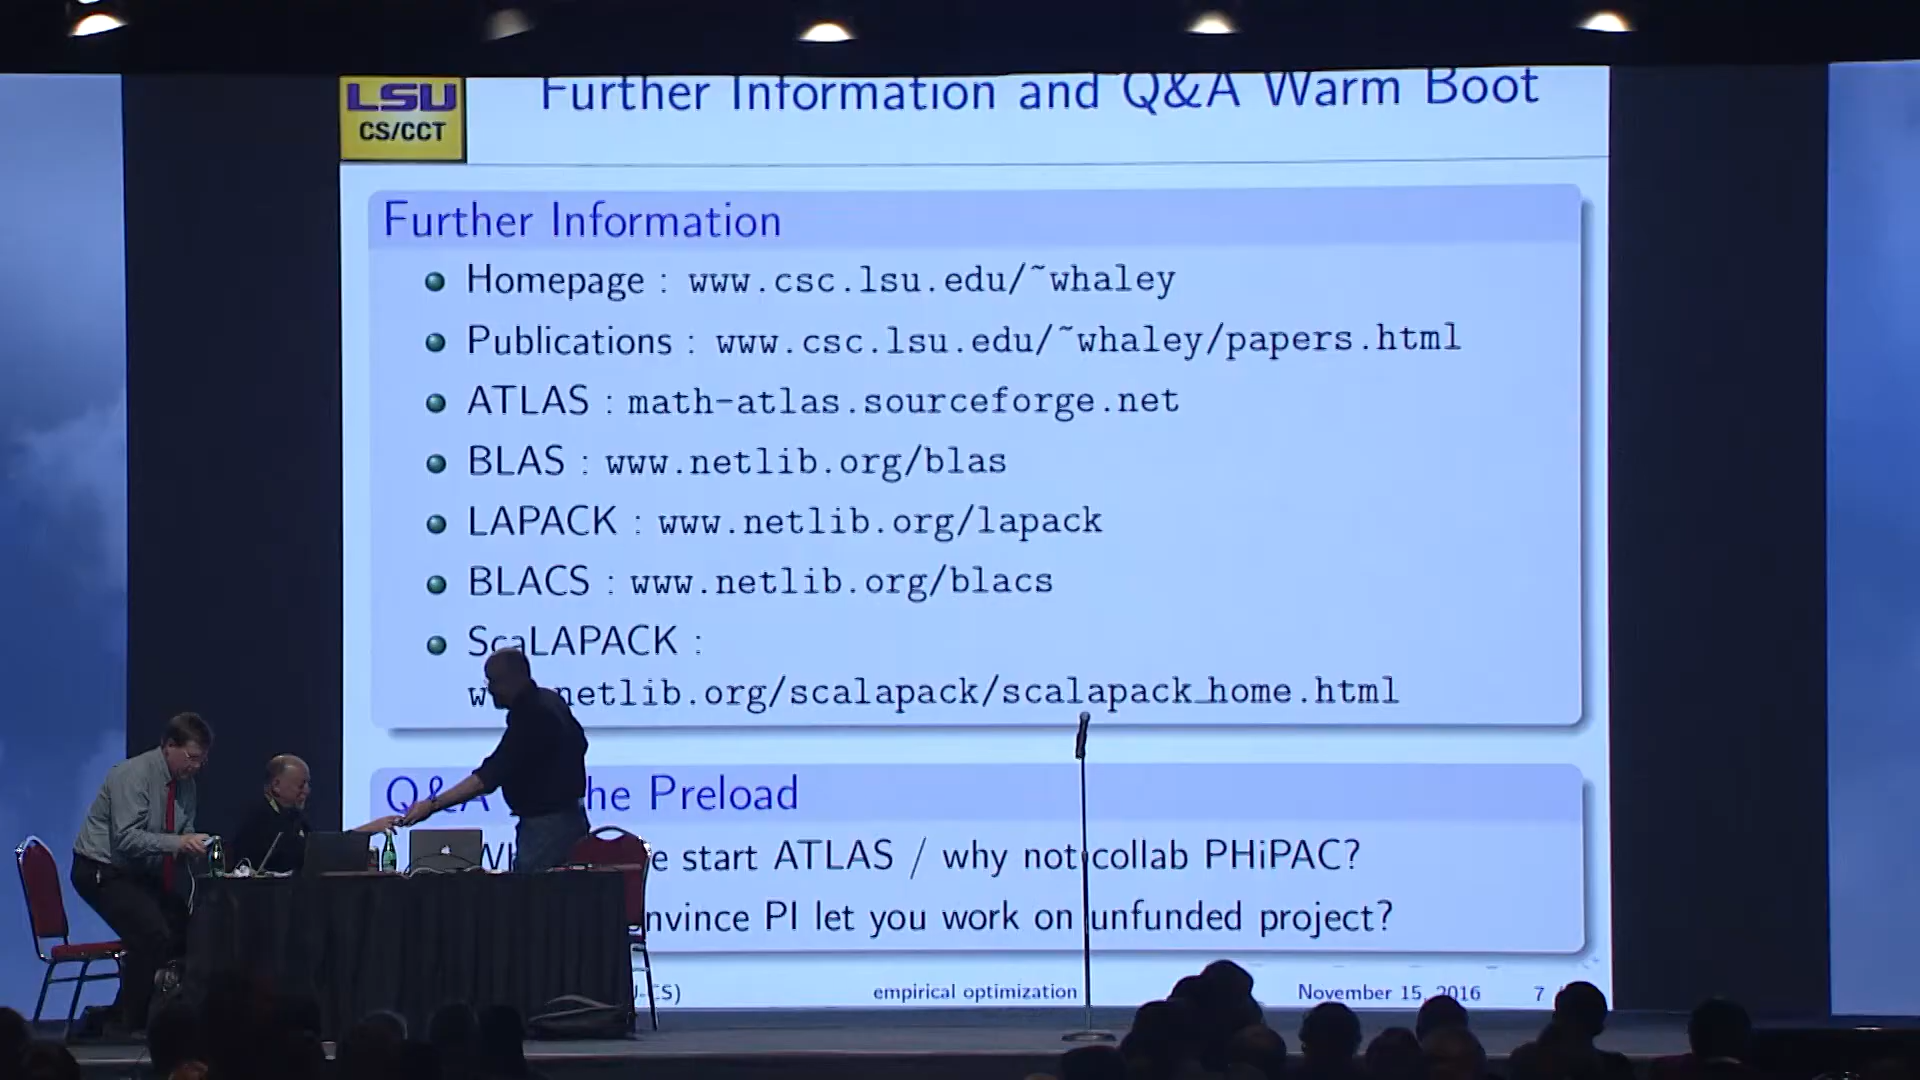 LSU
CS/CCT
Further Information and Q&A Warm Boot
Further Information
Homepage : www.csc.lsu.edu/~whaley
Publications : www.csc.lsu.edu/~whaley/papers.html
ATLAS : math-atlas.sourceforge.net
BLAS : www.netlib.org/blas
LAPACK : www.netlib.org/lapack
BLACS : www.netlib.org/blacs
ScaLAPACK :
netlib.org/scalapack/scalapack_home.html
Q&A he Preload
start ATLAS / why not collab PHiPAC?
nvince PI let you work on unfunded project?
CS) empirical optimization November 15, 2016 7